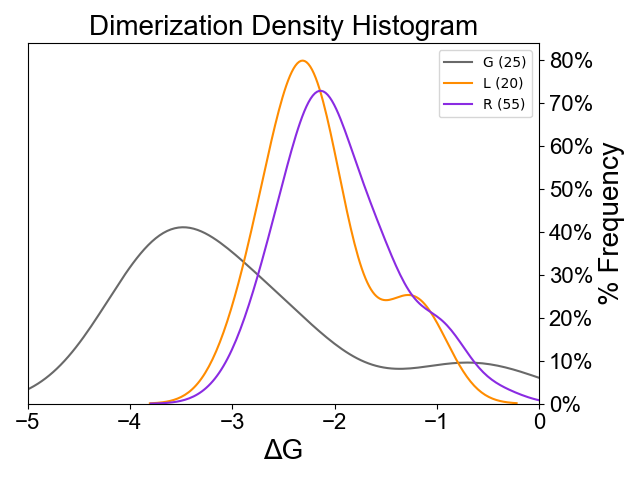 Dimerization Density Histogram
G (25)
L (20)
R (55)
80%
70%
60%
50%
40%
30%
20%
10%
0%
% Frequency
−5
−4
−3
−2
−1
0
ΔG